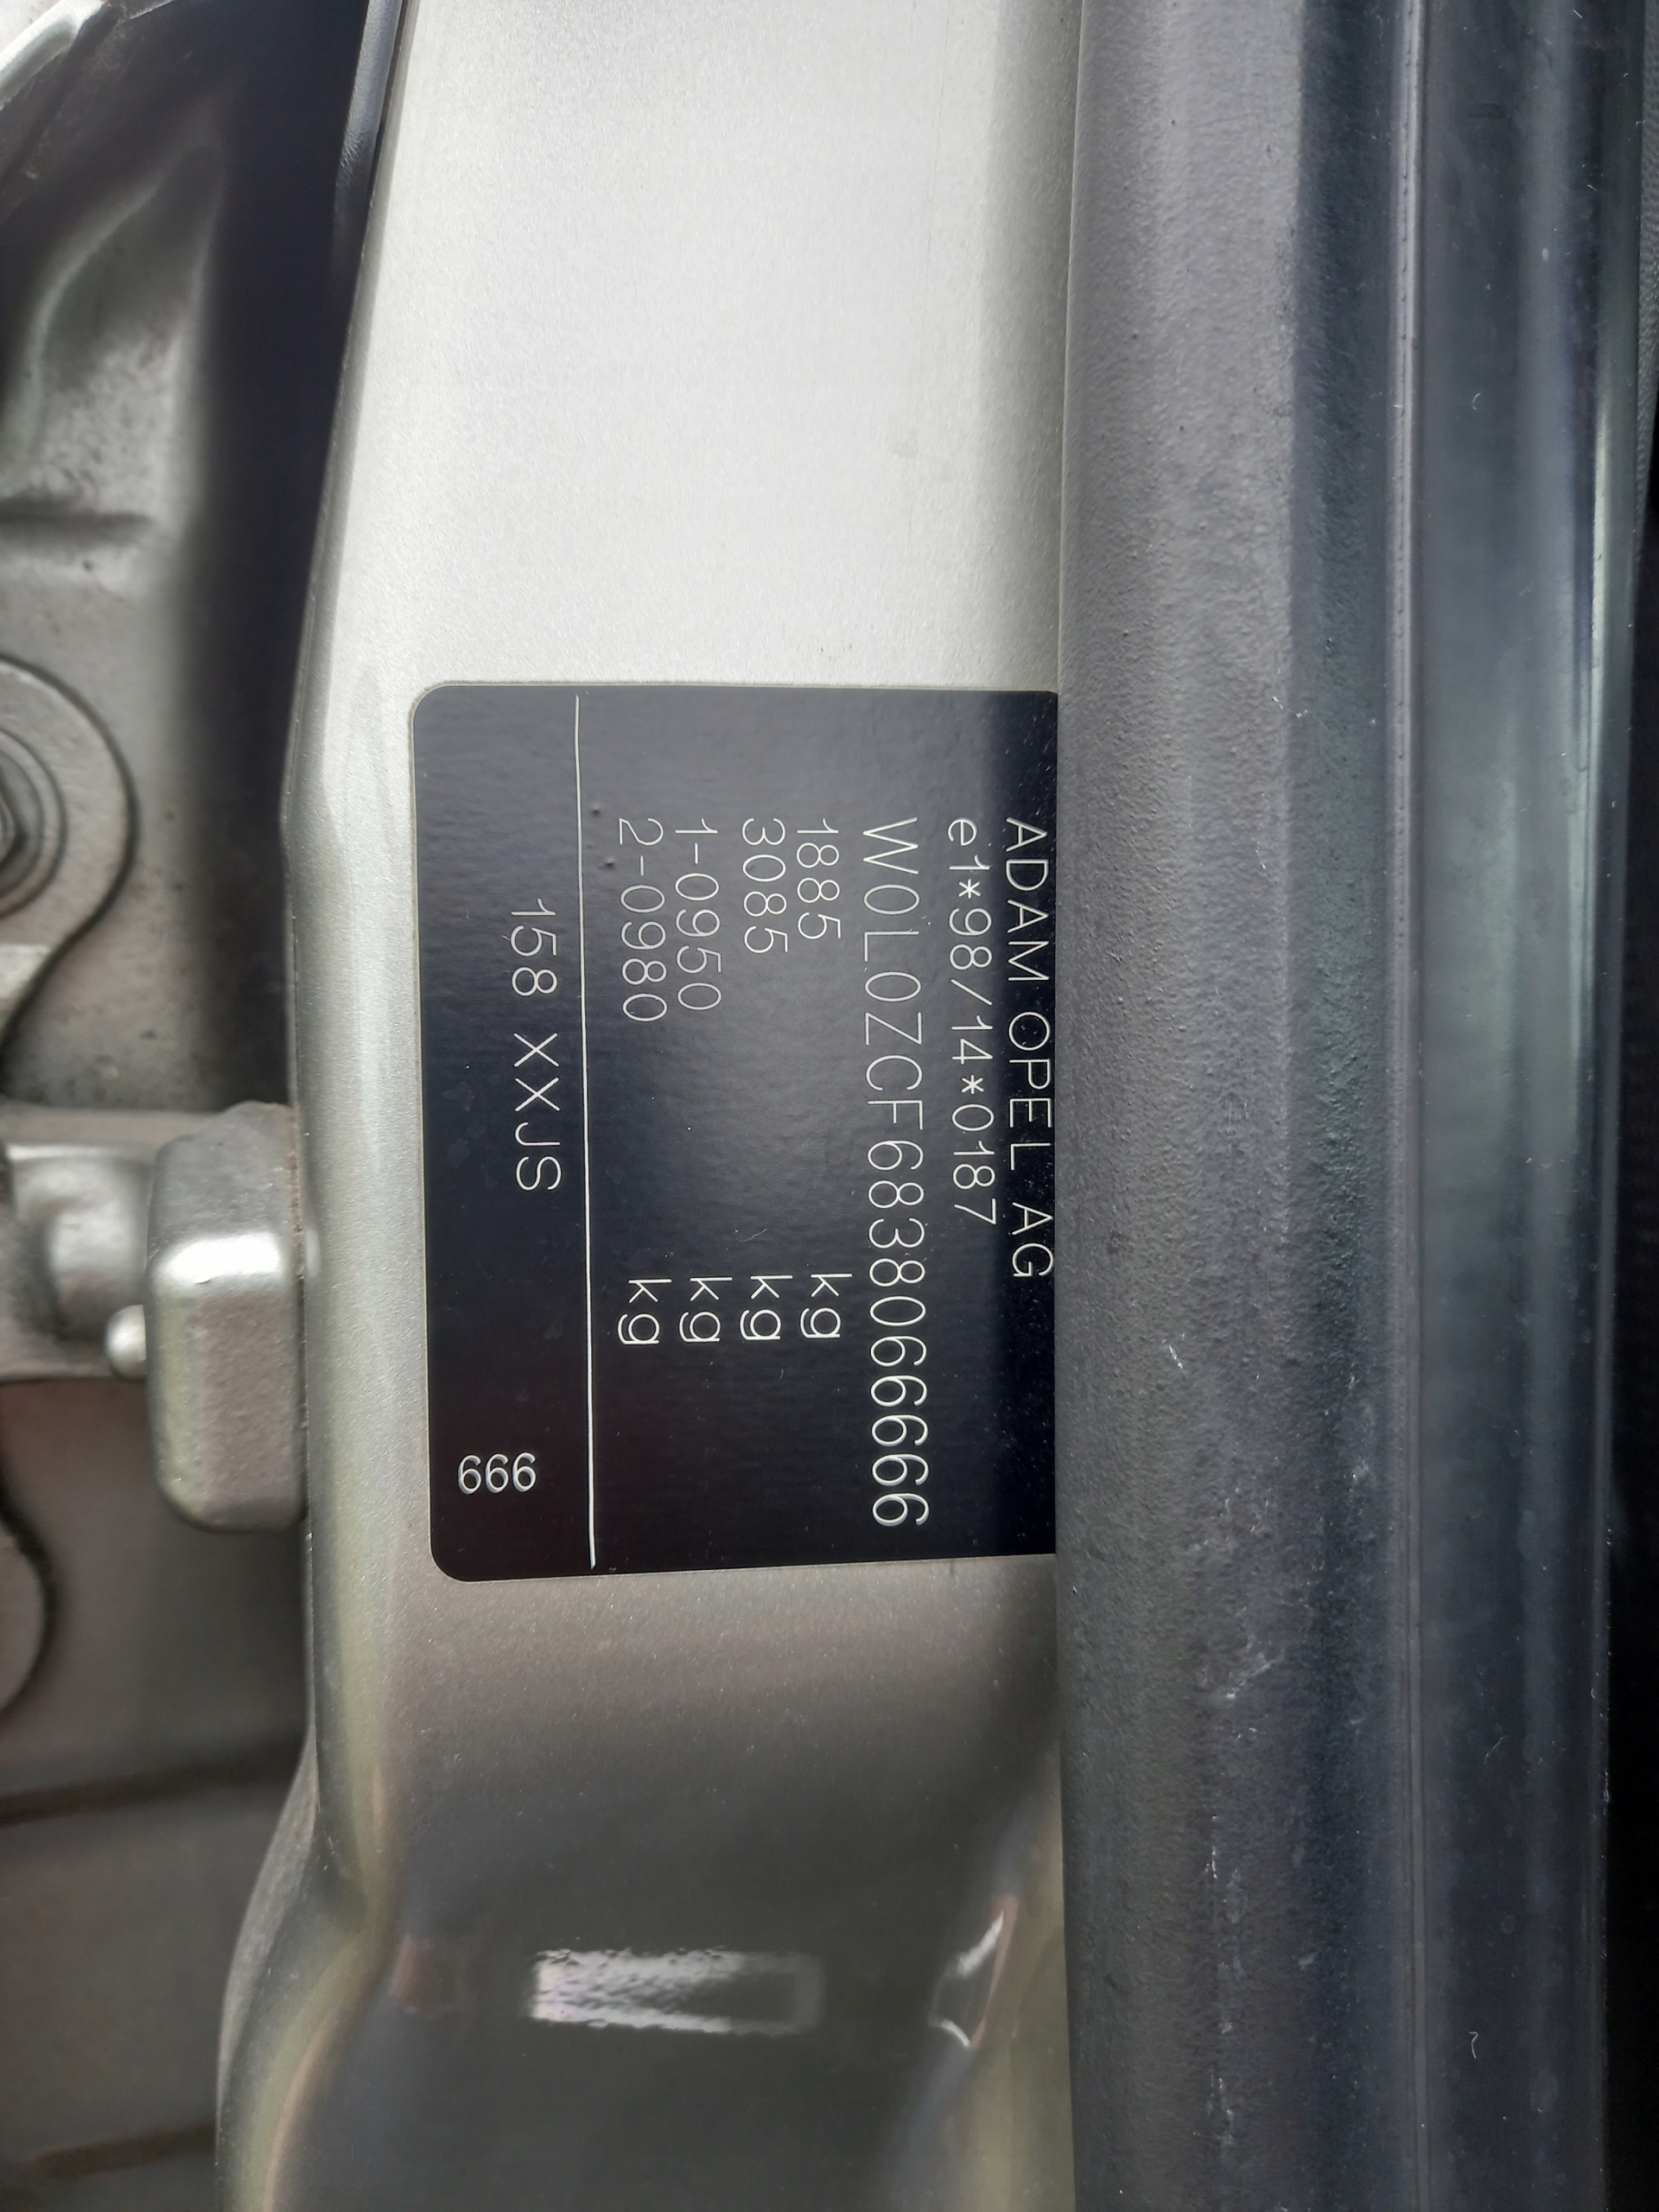 ADAM OPEL AG
e1*98/14*0187
W0L0ZCF6838066666
1885 kg
3085 kg
1-0950 kg
2-0980 kg
158 XXJS
666